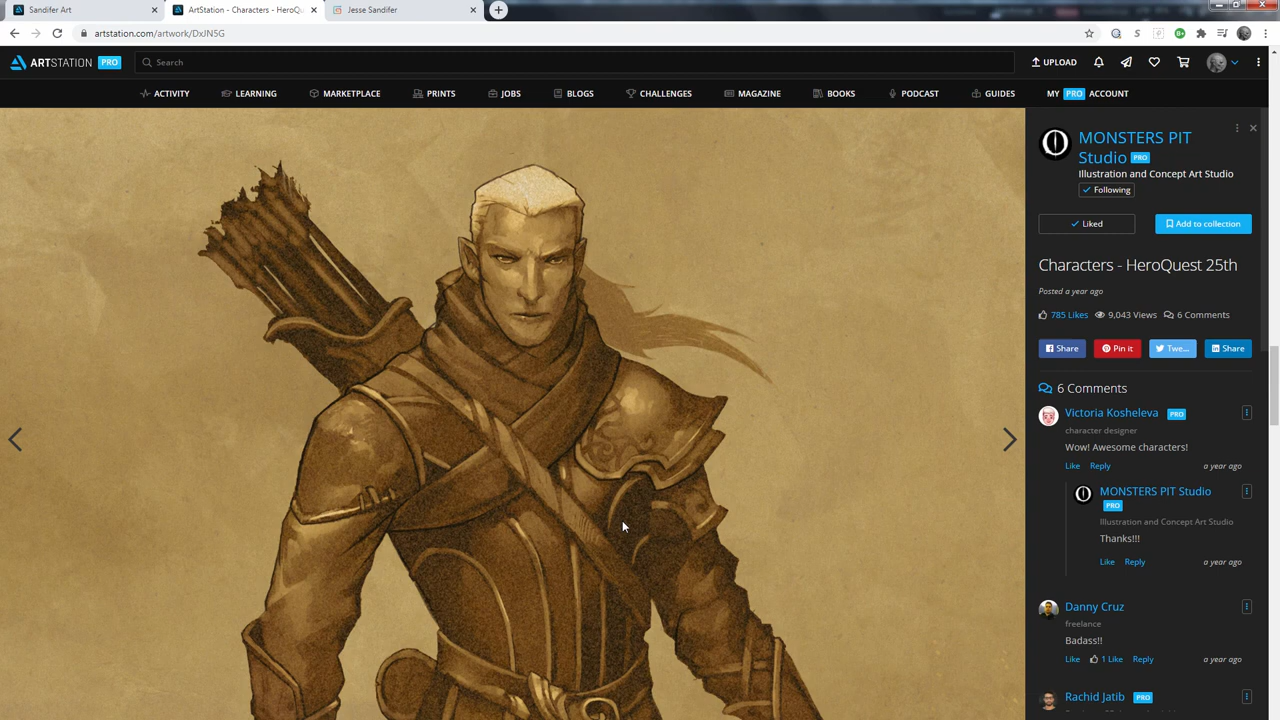 Sandifer Art
ArtStation - Characters - HeroQu
Jesse Sandifer
artstation.com/artwork/DxJN5G
ARTSTATION PRO
Search
UPLOAD
ACTIVITY
LEARNING
MARKETPLACE
PRINTS
JOBS
BLOGS
CHALLENGES
MAGAZINE
BOOKS
PODCAST
GUIDES
MY PRO ACCOUNT
MONSTERS PIT
Studio PRO
Illustration and Concept Art Studio
Following
Liked
Add to collection
Characters - HeroQuest 25th
Posted a year ago
785 Likes 9,043 Views 6 Comments
Share
Pin it
Twe...
Share
6 Comments
Victoria Kosheleva PRO
character designer
Wow! Awesome characters!
Like Reply a year ago
MONSTERS PIT Studio
PRO
Illustration and Concept Art Studio
Thanks!!!
Like Reply a year ago
Danny Cruz
freelance
Badass!!
Like 1 Like Reply a year ago
Rachid Jatib PRO